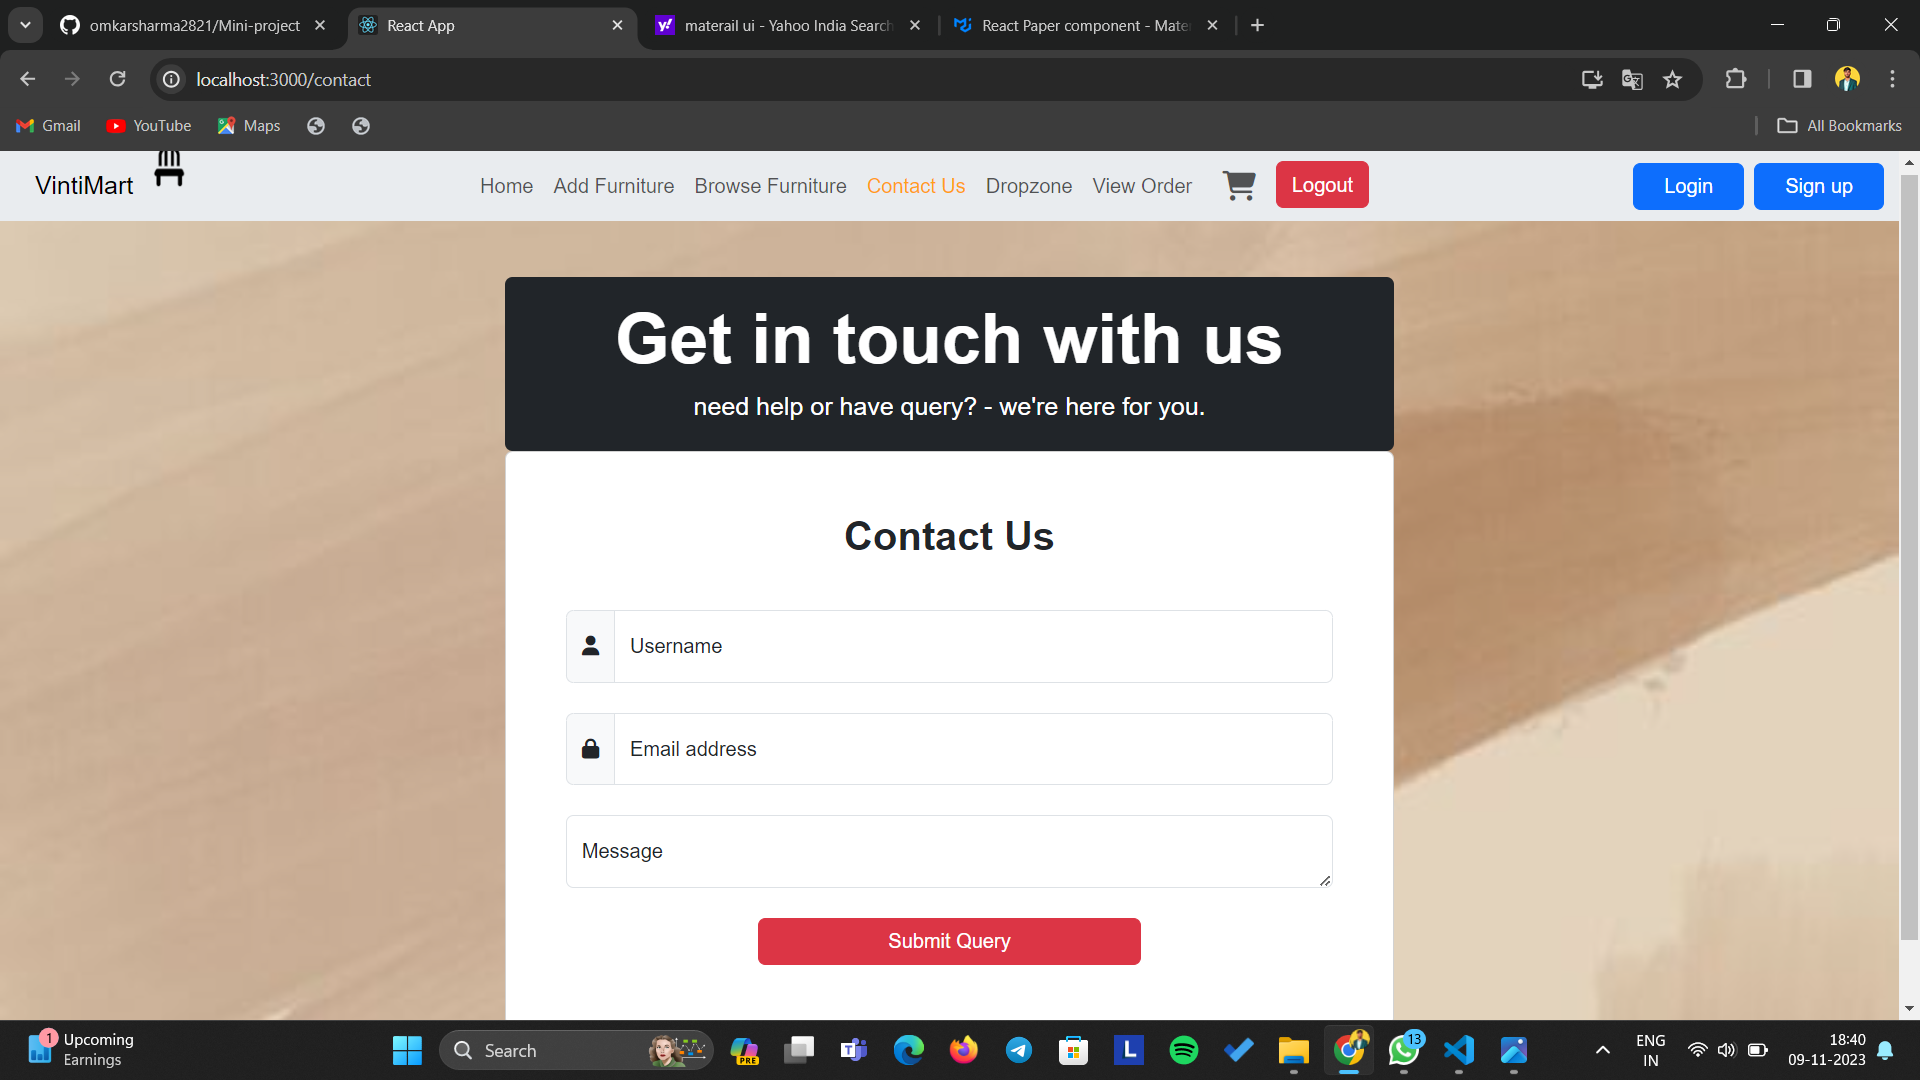 omkarsharma2821/Mini-project
React App
materail ui - Yahoo India Search
React Paper component - Mate
localhost:3000/contact
Gmail
YouTube
Maps
All Bookmarks
VintiMart
Home
Add Furniture
Browse Furniture
Contact Us
Dropzone
View Order
Logout
Login
Sign up
Get in touch with us
need help or have query? - we're here for you.
Contact Us
Username
Email address
Message
Submit Query
1
Upcoming
Earnings
Search
PRE
L
13
ENG
IN
18:40
09-11-2023